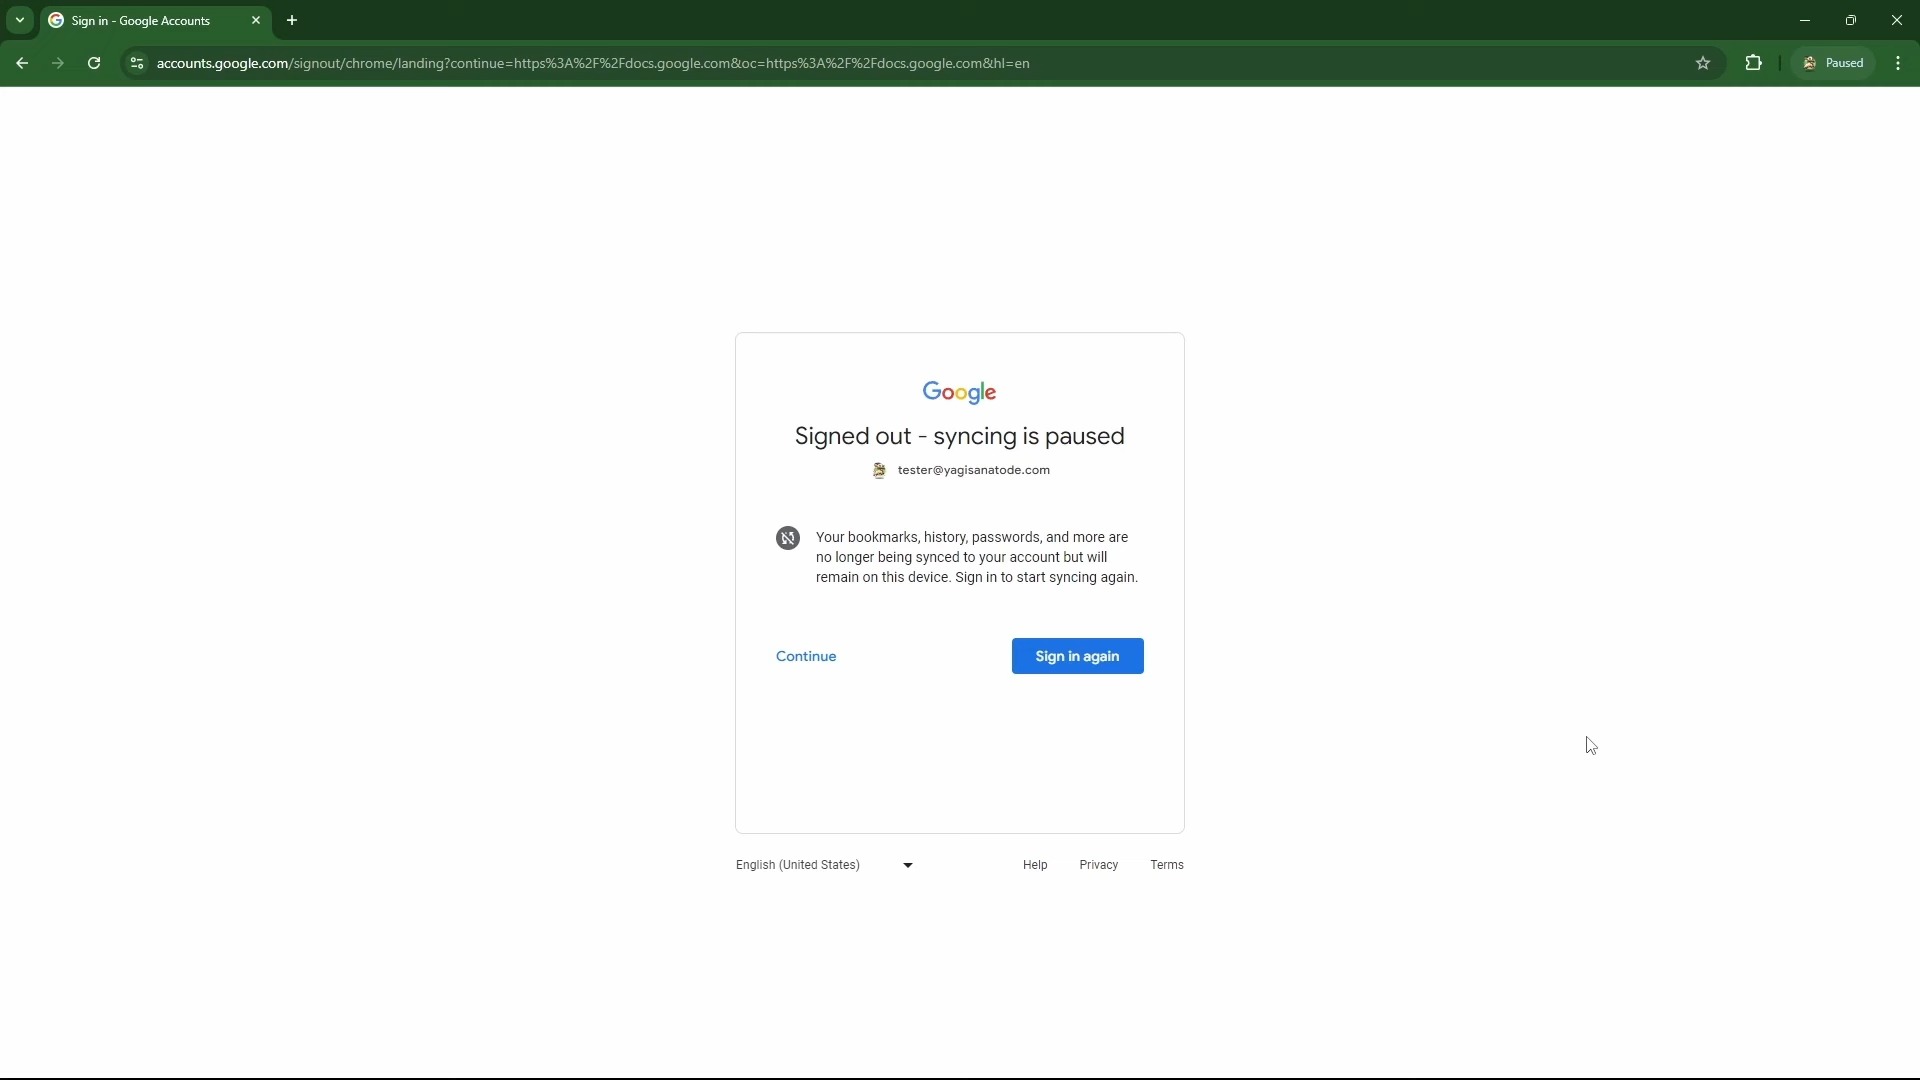 Sign in - Google Accounts
accounts.google.com/signout/chrome/landing?continue=https%3A%2F%2Fdocs.google.com&oc=https%3A%2F%2Fdocs.google.com&hl=en
Paused
Google
Signed out - syncing is paused
tester@yagisanatode.com
Your bookmarks, history, passwords, and more are
no longer being synced to your account but will
remain on this device. Sign in to start syncing again.
Continue
Sign in again
English (United States)
Help
Privacy
Terms